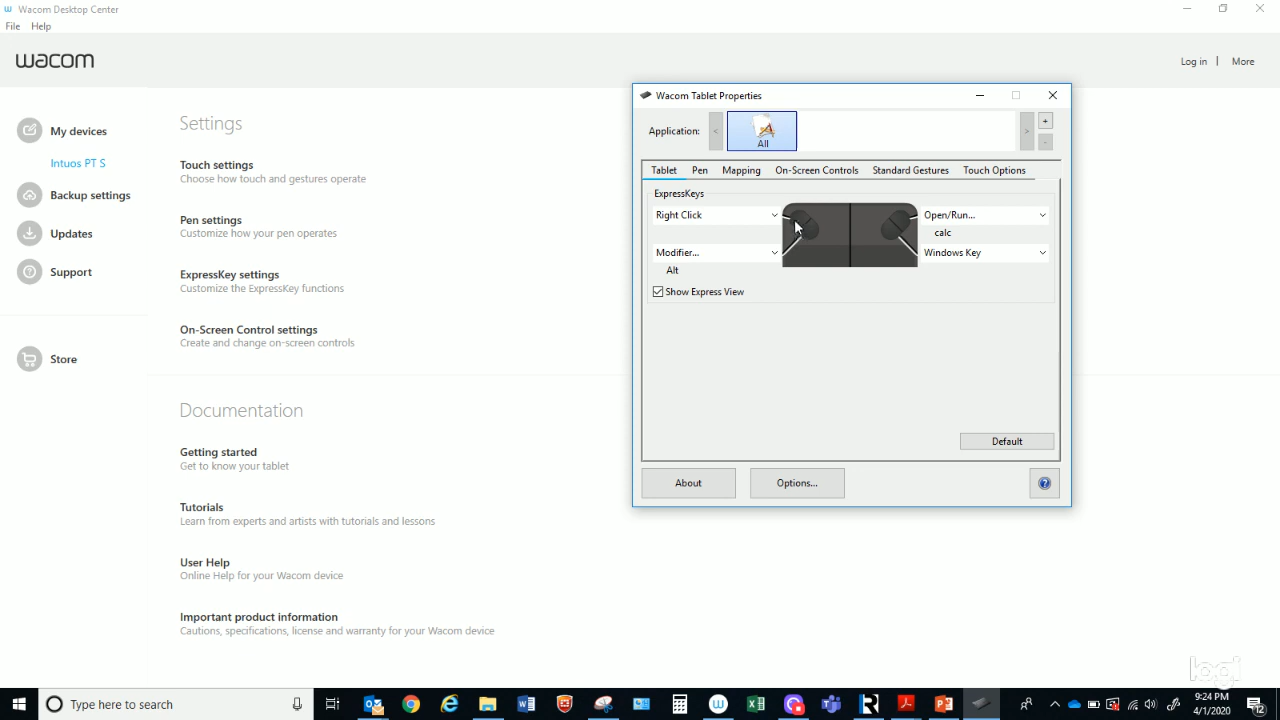 Wacom Desktop Center
File Help
wacom
Log in | More
My devices
Intuos PT S
Backup settings
Updates
Support
Store
Settings
Touch settings
Choose how touch and gestures operate
Pen settings
Customize how your pen operates
ExpressKey settings
Customize the ExpressKey functions
On-Screen Control settings
Create and change on-screen controls
Documentation
Getting started
Get to know your tablet
Tutorials
Learn from experts and artists with tutorials and lessons
User Help
Online Help for your Wacom device
Important product information
Cautions, specifications, license and warranty for your Wacom device
Wacom Tablet Properties
Application: < All > +
-
Tablet Pen Mapping On-Screen Controls Standard Gestures Touch Options
ExpressKeys
Right Click Open/Run...
calc
Modifier... Windows Key
Alt
Show Express View
Default
About Options... ?
logi
Type here to search
9:24 PM
4/1/2020
12